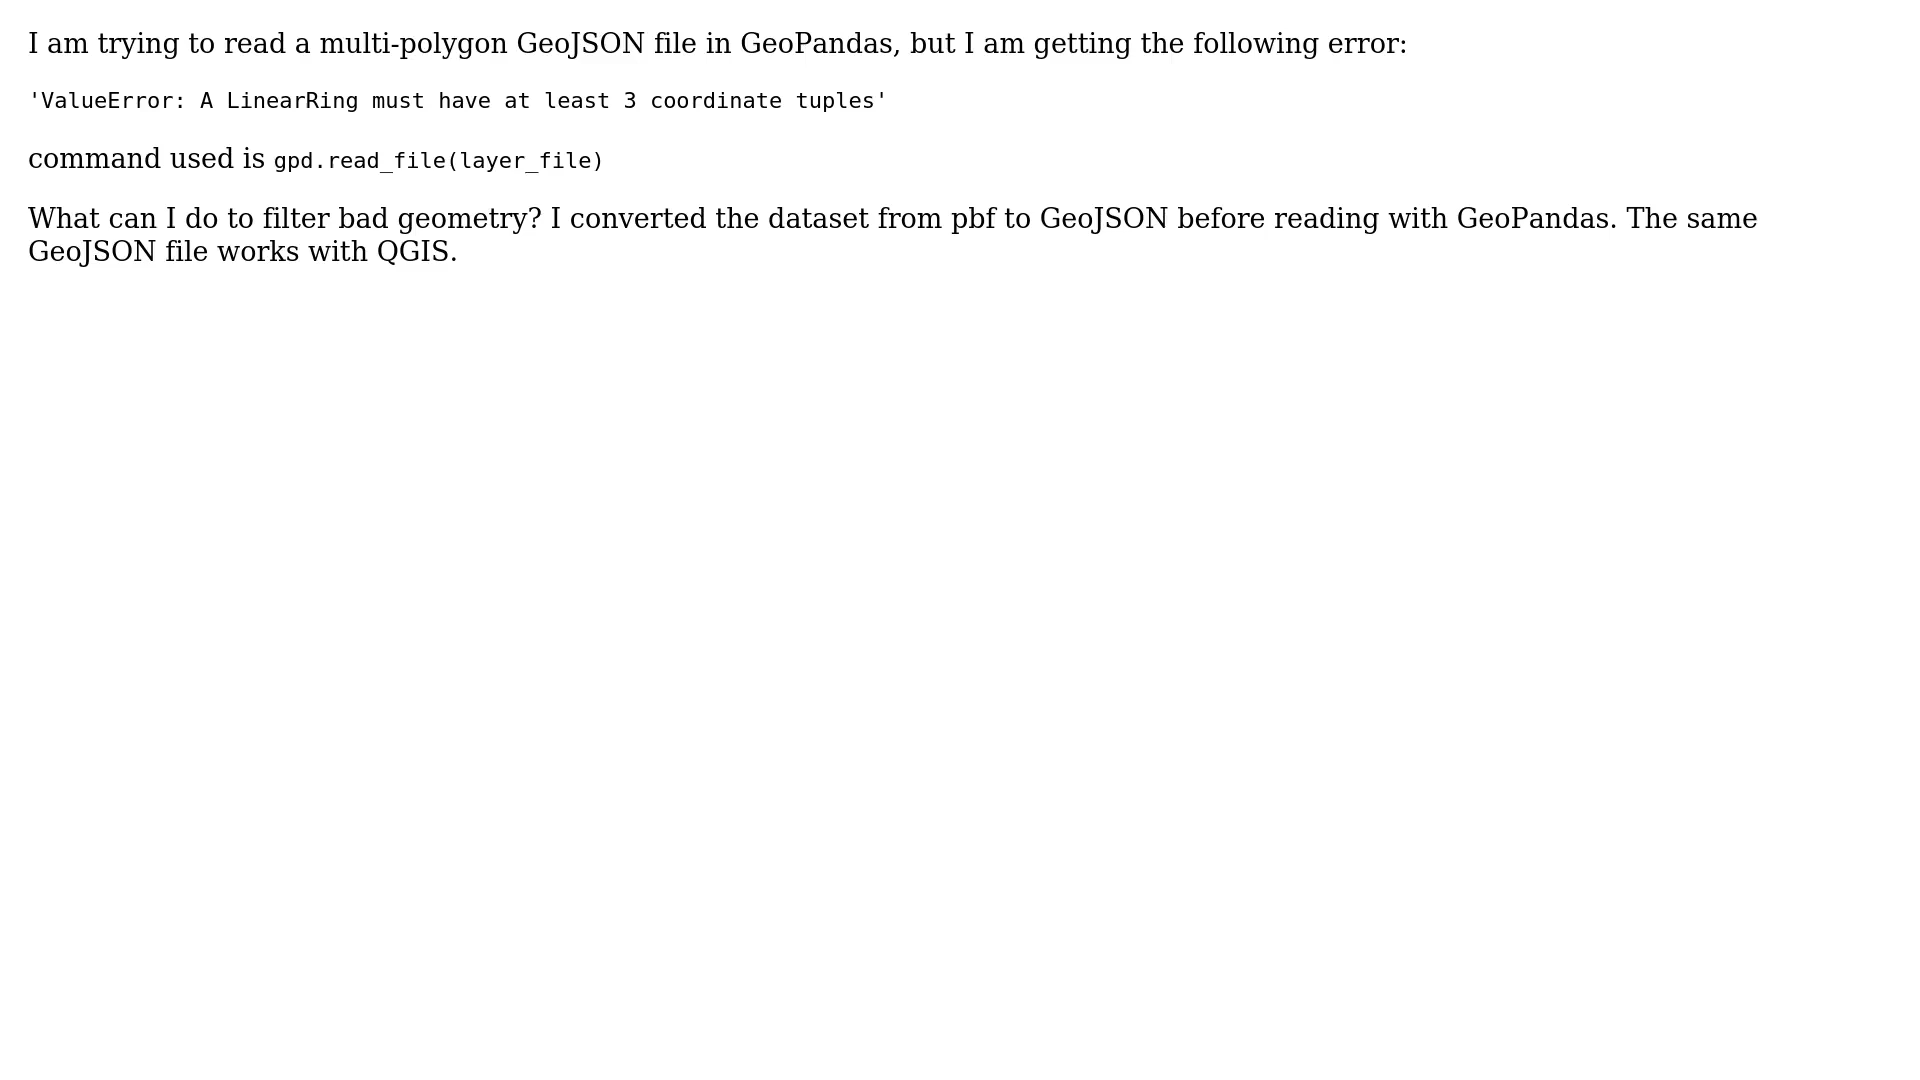 I am trying to read a multi-polygon GeoJSON file in GeoPandas, but I am getting the following error:
'ValueError: A LinearRing must have at least 3 coordinate tuples'
command used is gpd.read_file(layer_file)
What can I do to filter bad geometry? I converted the dataset from pbf to GeoJSON before reading with GeoPandas. The same
GeoJSON file works with QGIS.